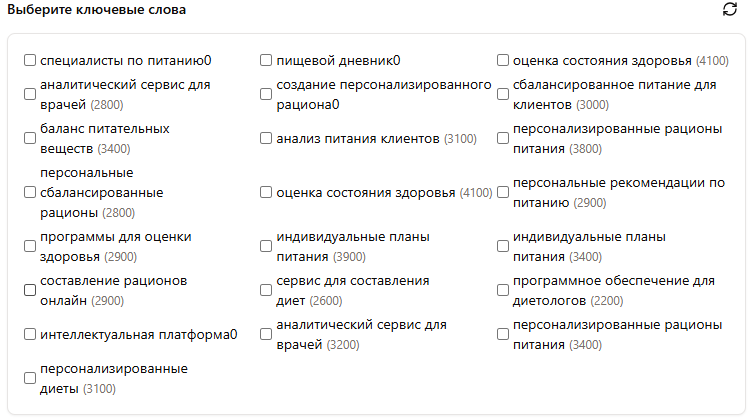 Выберите ключевые слова
специалисты по питанию0
пищевой дневник0
оценка состояния здоровья (4100)
аналитический сервис для
врачей (2800)
создание персонализированного
рациона0
сбалансированное питание для
клиентов (3000)
баланс питательных
веществ (3400)
анализ питания клиентов (3100)
персонализированные рационы
питания (3800)
персональные
сбалансированные
рационы (2800)
оценка состояния здоровья (4100)
персональные рекомендации по
питанию (2900)
программы для оценки
здоровья (2900)
индивидуальные планы
питания (3900)
индивидуальные планы
питания (3400)
составление рационов
онлайн (2900)
сервис для составления
диет (2600)
программное обеспечение для
диетологов (2200)
интеллектуальная платформа0
аналитический сервис для
врачей (3200)
персонализированные рационы
питания (3400)
персонализированные
диеты (3100)